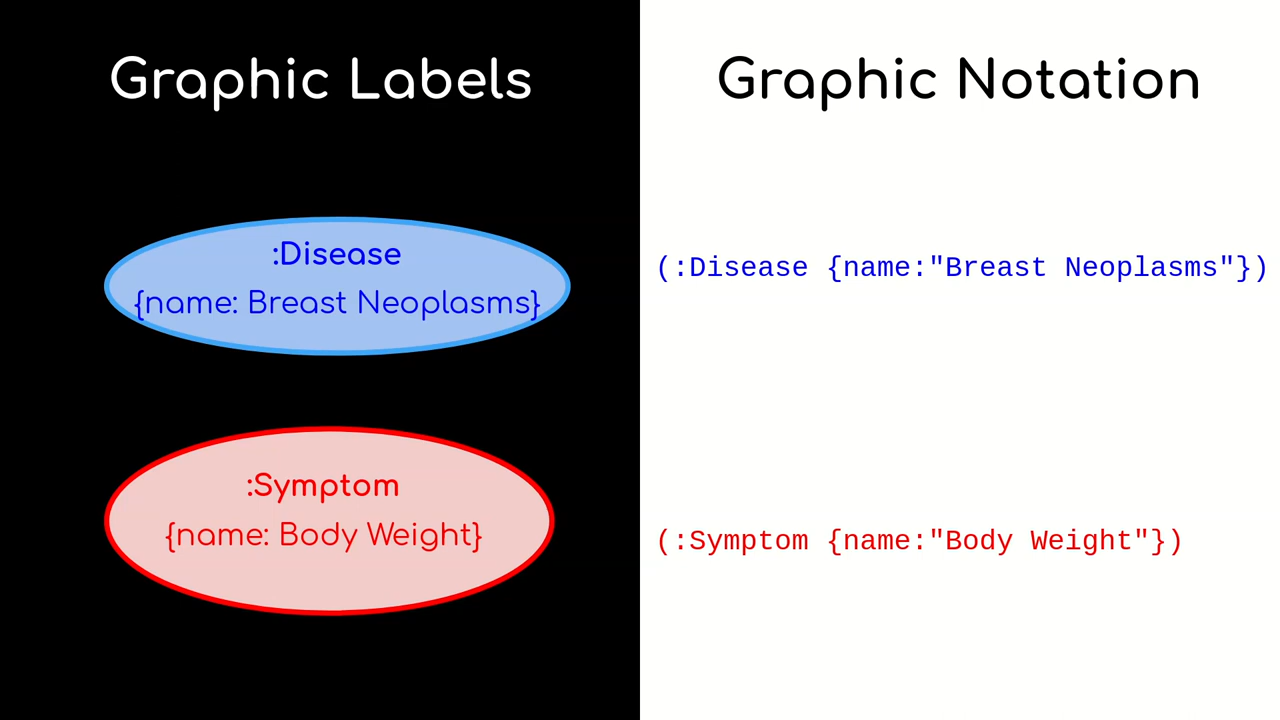 Graphic Labels
:Disease
{name: Breast Neoplasms}
:Symptom
{name: Body Weight}
Graphic Notation
(:Disease {name:"Breast Neoplasms"})
(:Symptom {name:"Body Weight"})